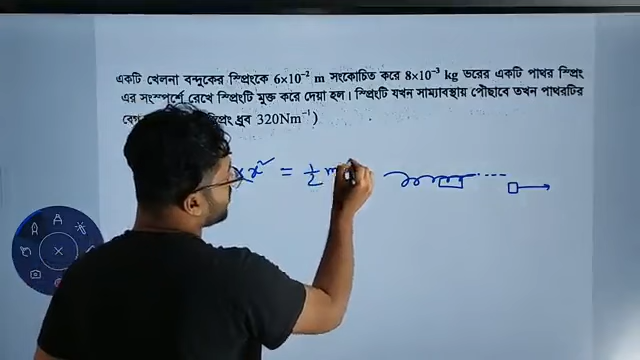 একটি খেলনা বন্দুকের স্প্রিংকে 6×10⁻² m সংকোচিত করে 8×10⁻³ kg ভরের একটি পাথর স্প্রিং
এর সংস্পর্শে রেখে স্প্রিংটি মুক্ত করে দেয়া হল। স্প্রিংটি যখন সাম্যাবস্থায় পৌছাবে তখন পাথরটির
ধ্রুব 320Nm⁻¹)
x² = ½ m